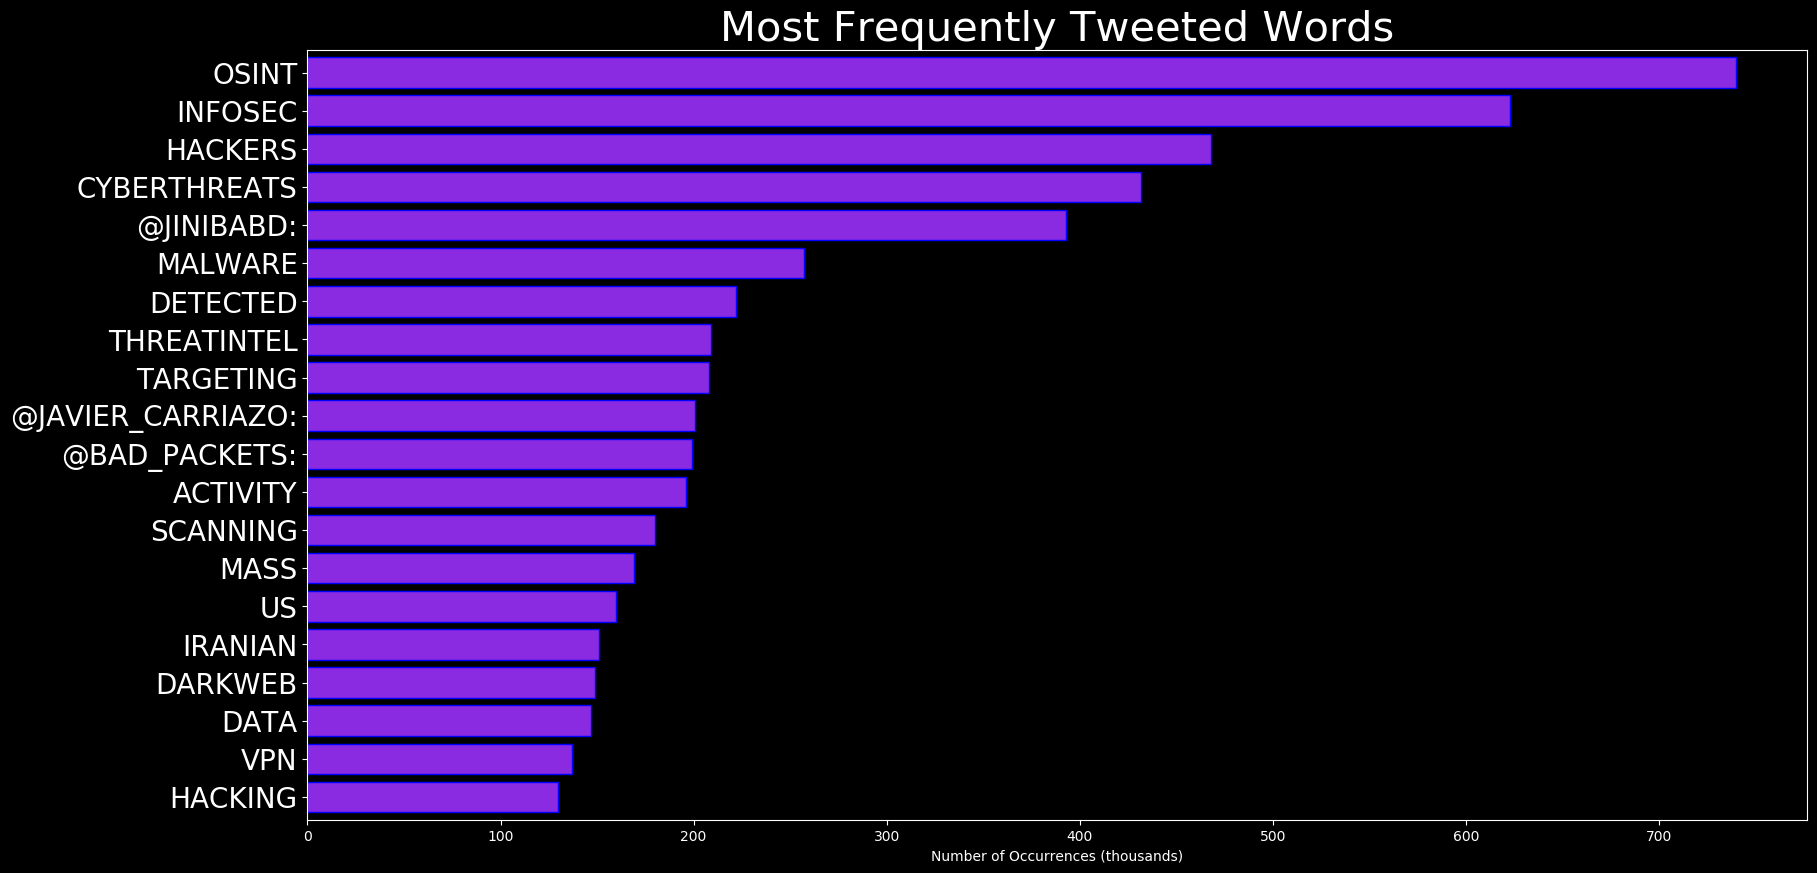 Most Frequently Tweeted Words
OSINT
INFOSEC
HACKERS
CYBERTHREATS
@JINIBABD:
MALWARE
DETECTED
THREATINTEL
TARGETING
@JAVIER_CARRIAZO:
@BAD_PACKETS:
ACTIVITY
SCANNING
MASS
US
IRANIAN
DARKWEB
DATA
VPN
HACKING
0 100 200 300 400 500 600 700
Number of Occurrences (thousands)